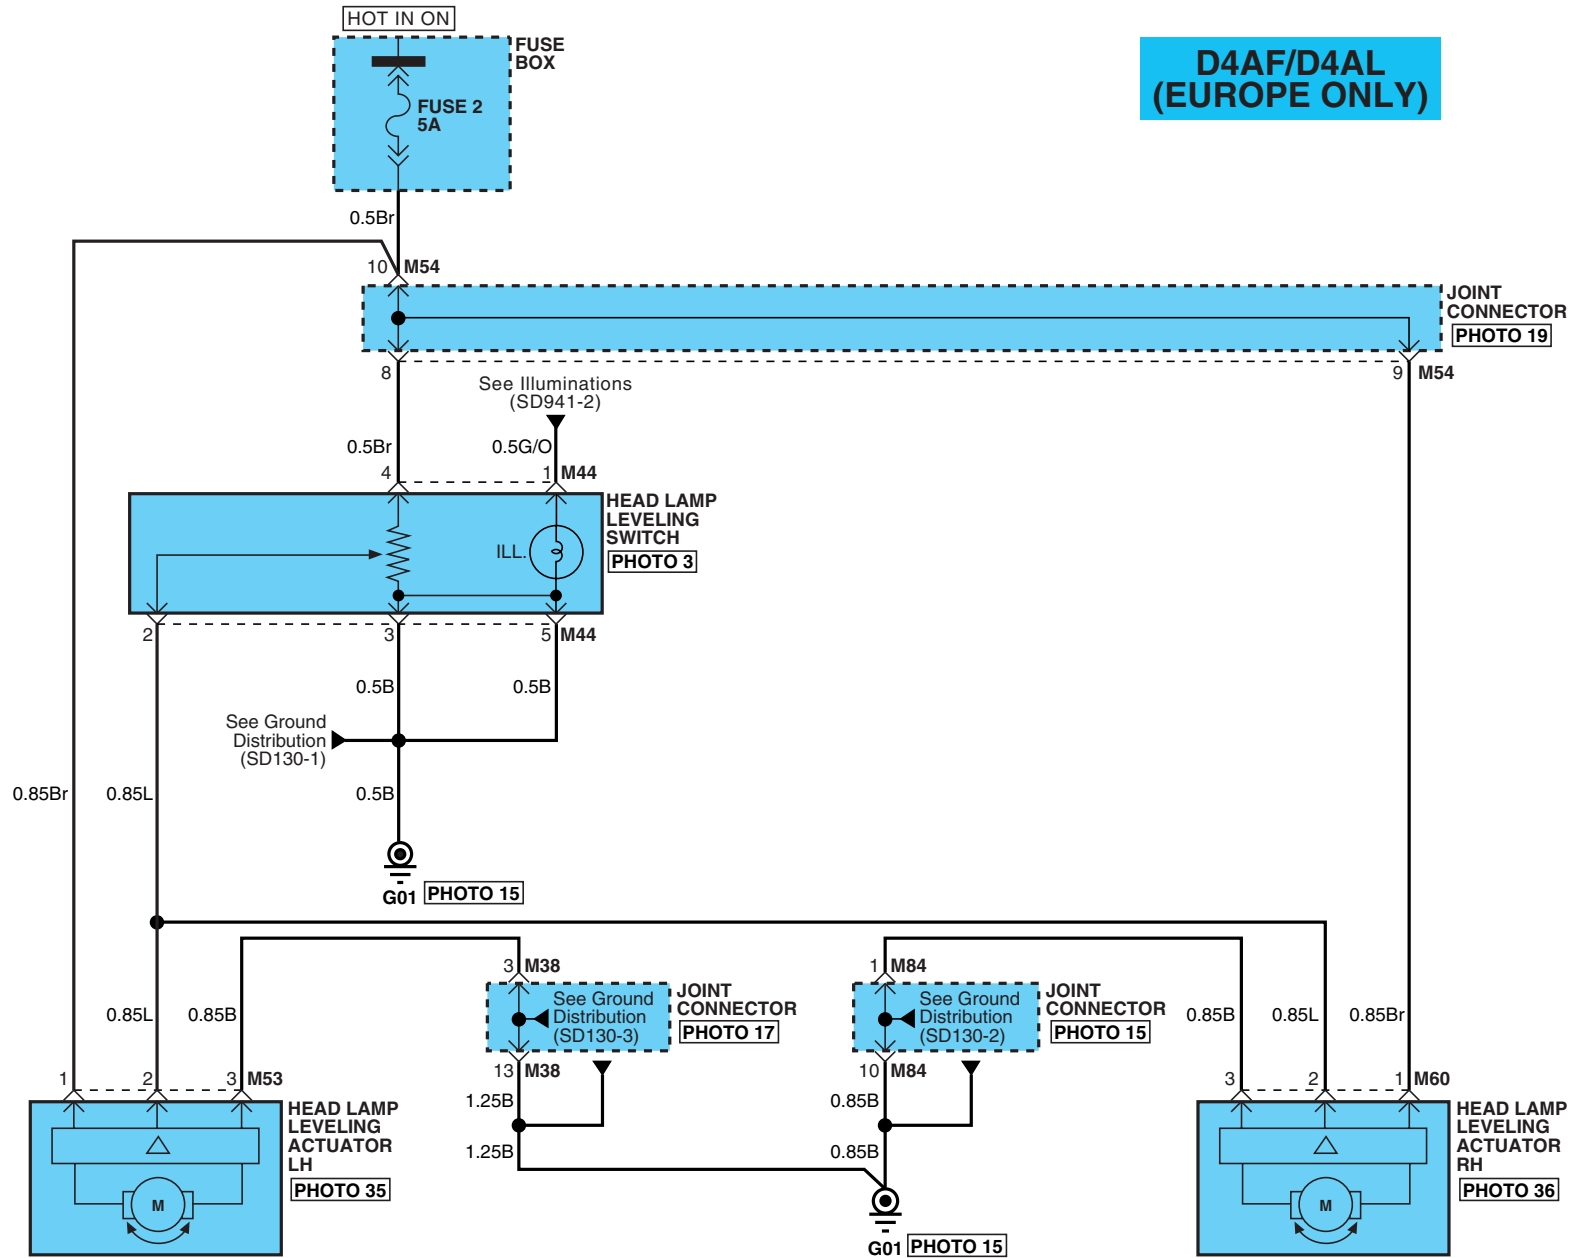 HOT IN ON
FUSE
BOX
D4AF/D4AL
(EUROPE ONLY)
FUSE 2
5A
0.5Br
10 M54
JOINT
CONNECTOR
PHOTO 19
8
9 M54
See Illuminations
(SD941-2)
0.5Br
0.5G/O
4
1 M44
HEAD LAMP
LEVELING
SWITCH
PHOTO 3
ILL.
2
3
5 M44
0.5B
0.5B
See Ground
Distribution
(SD130-1)
0.85Br
0.85L
0.5B
G01
PHOTO 15
3 M38
1 M84
See Ground
Distribution
(SD130-3)
JOINT
CONNECTOR
PHOTO 17
See Ground
Distribution
(SD130-2)
JOINT
CONNECTOR
PHOTO 15
0.85L
0.85B
0.85B
0.85L
0.85Br
13 M38
10 M84
1
2
3 M53
3
2
1 M60
1.25B
0.85B
HEAD LAMP
LEVELING
ACTUATOR
LH
PHOTO 35
HEAD LAMP
LEVELING
ACTUATOR
RH
PHOTO 36
1.25B
0.85B
M
M
G01
PHOTO 15